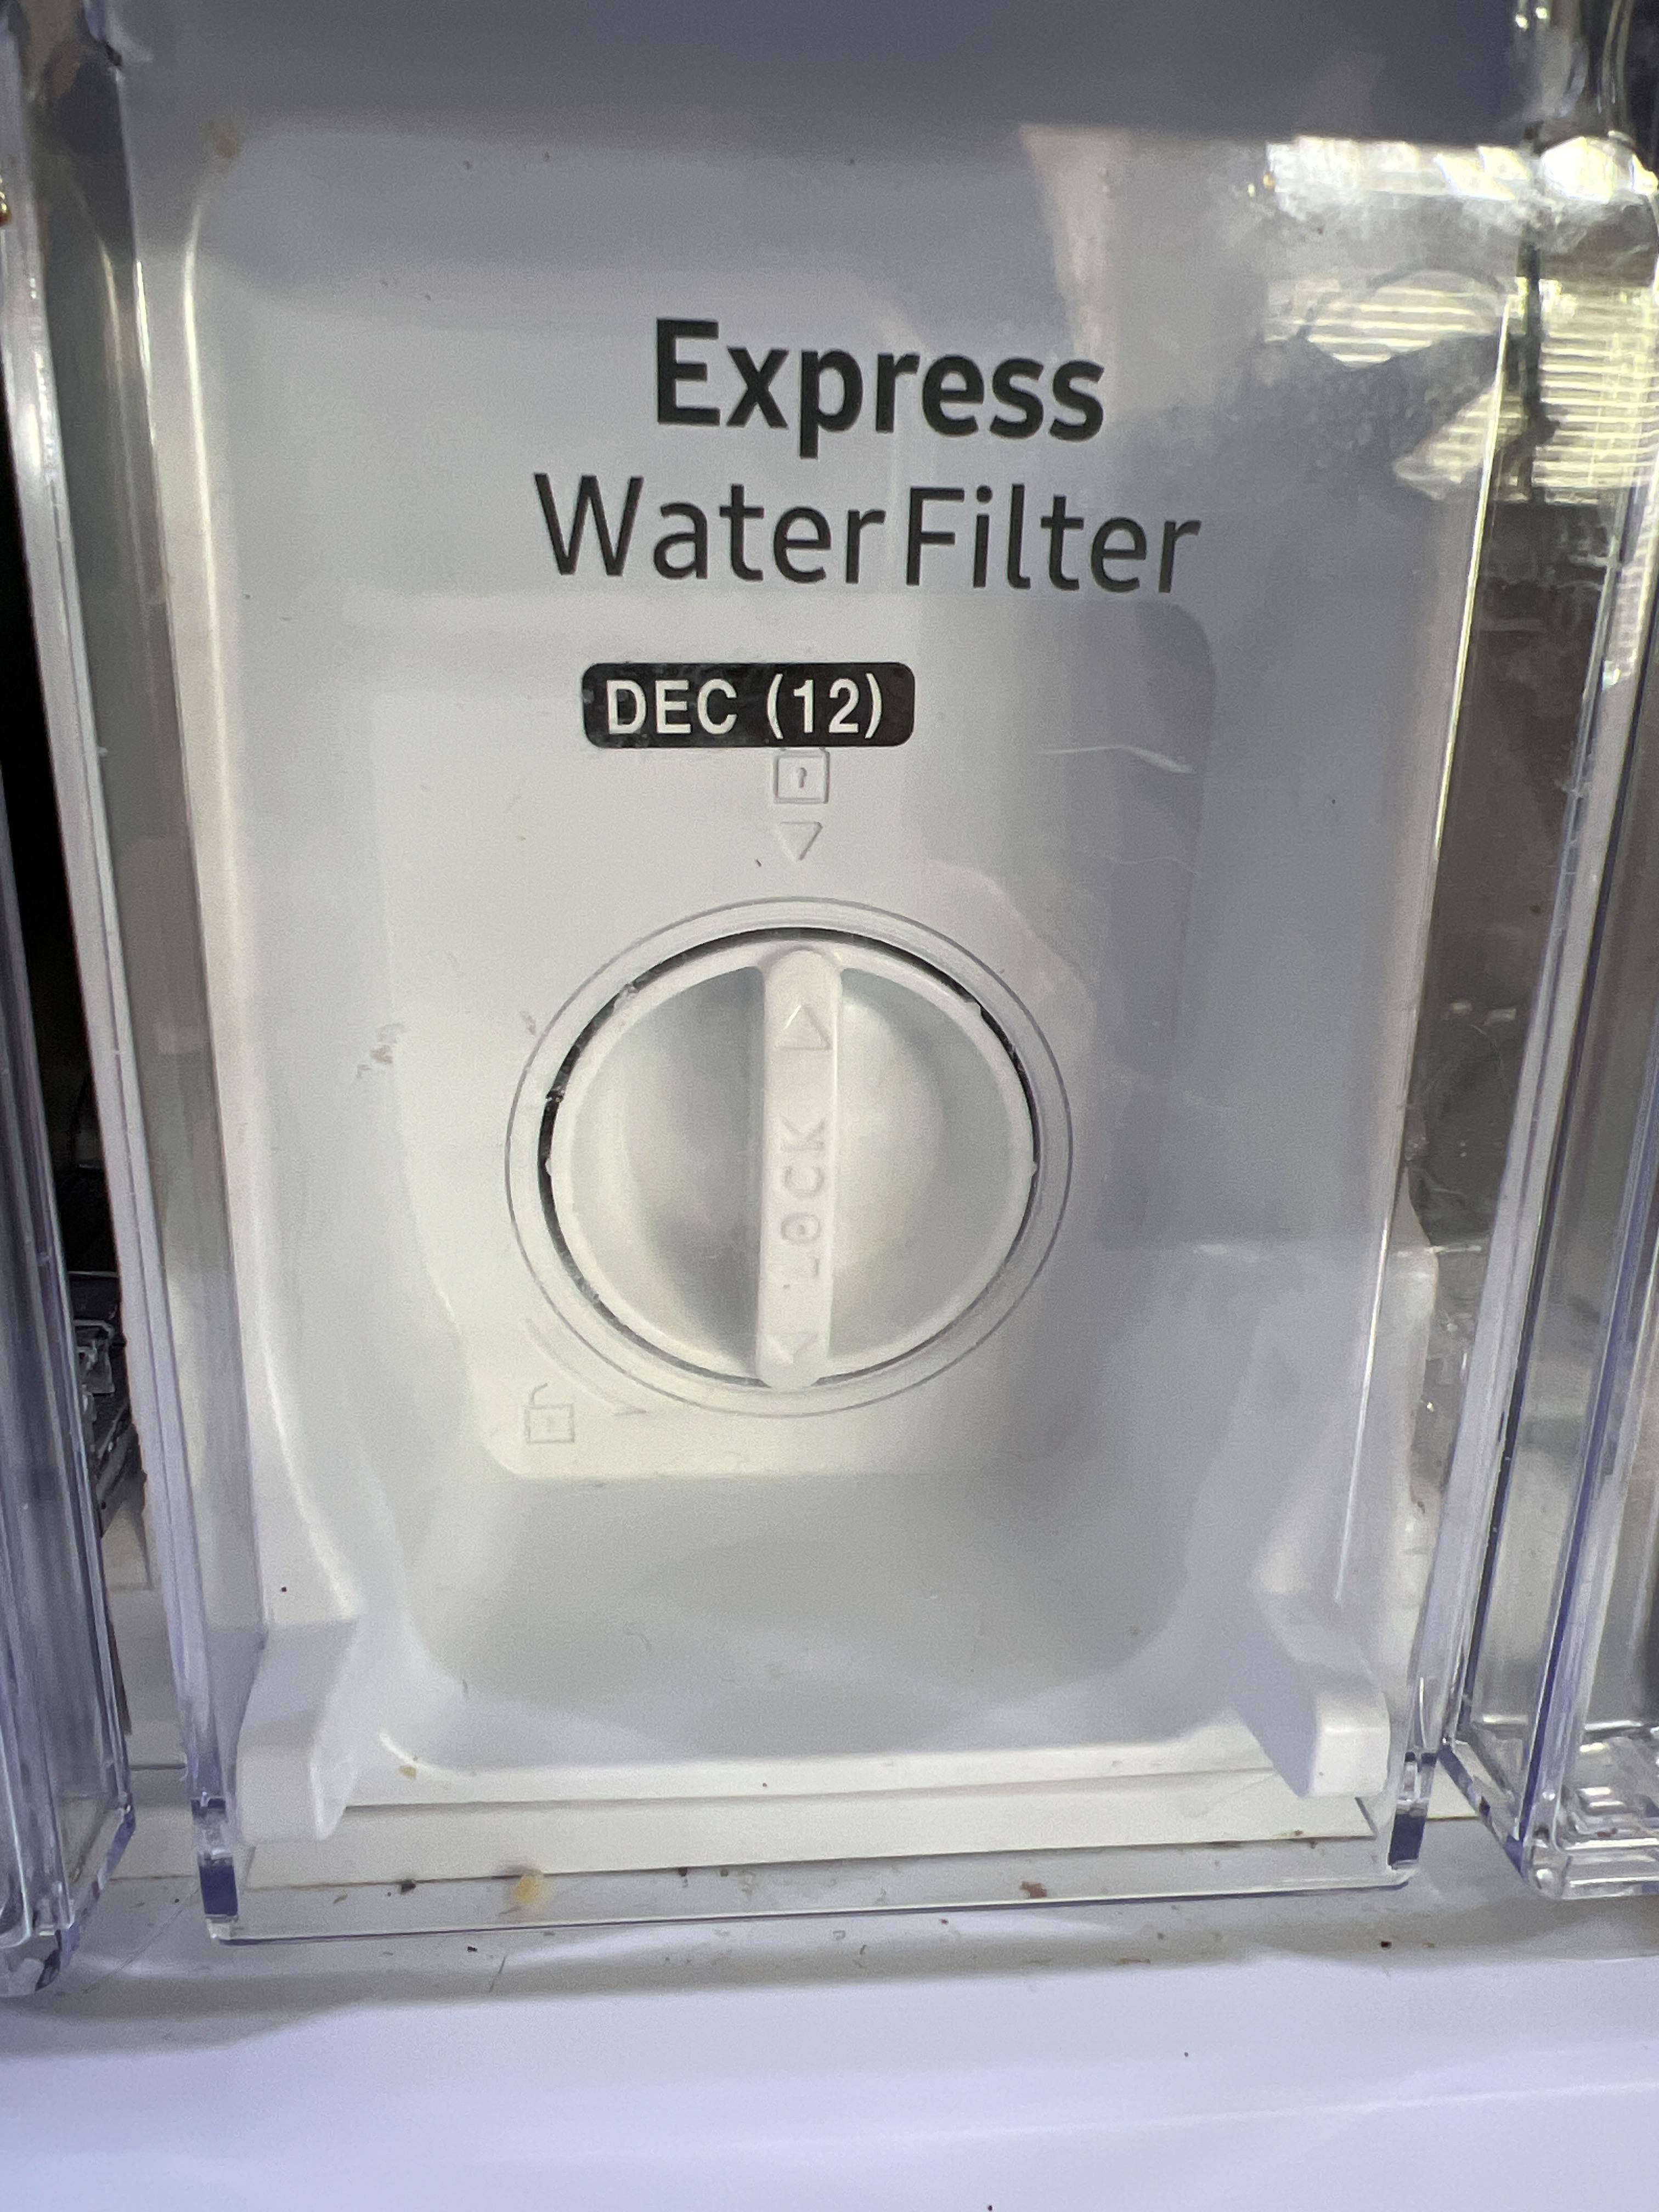 Express
Water Filter
DEC (12)
LOCK